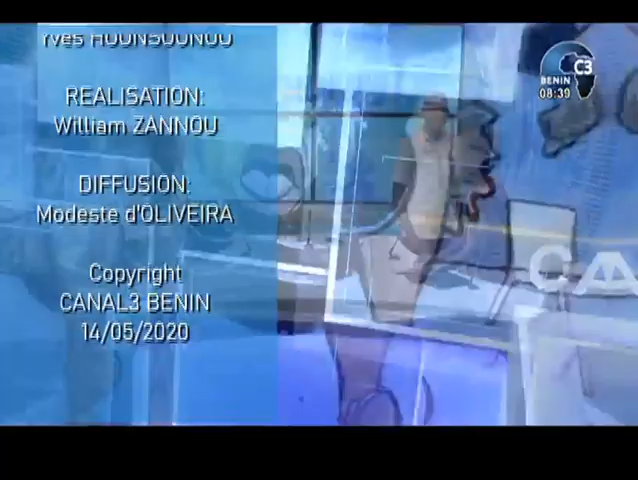 Yves HOUNSOUNOU
REALISATION:
William ZANNOU
DIFFUSION:
Modeste d'OLIVEIRA
Copyright
CANAL3 BENIN
14/05/2020
C3
BENIN
08:39
CA